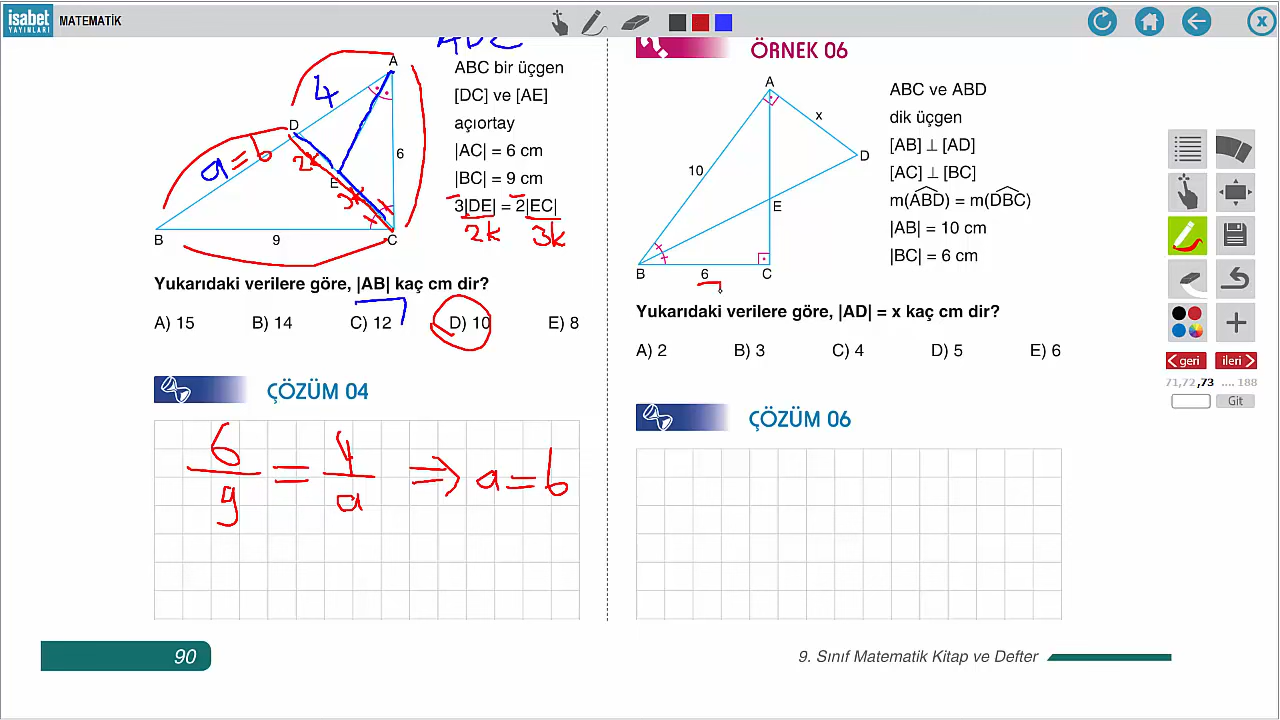 isabet
YAYINLARI
MATEMATİK
ADC
A
4
D
a=6
2k
E
3k
6
B
9
C
ABC bir üçgen
[DC] ve [AE]
açıortay
|AC| = 6 cm
|BC| = 9 cm
3|DE| = 2|EC|
2k 3k
Yukarıdaki verilere göre, |AB| kaç cm dir?
A) 15 B) 14 C) 12 D) 10 E) 8
ÇÖZÜM 04
6/9 = 4/a ⇒ a=6
ÖRNEK 06
A
x
10
D
E
B
6
C
ABC ve ABD
dik üçgen
[AB] ⊥ [AD]
[AC] ⊥ [BC]
m(ABD) = m(DBC)
|AB| = 10 cm
|BC| = 6 cm
Yukarıdaki verilere göre, |AD| = x kaç cm dir?
A) 2 B) 3 C) 4 D) 5 E) 6
ÇÖZÜM 06
geri ileri
71,72,73 .... 188
Git
90
9. Sınıf Matematik Kitap ve Defter